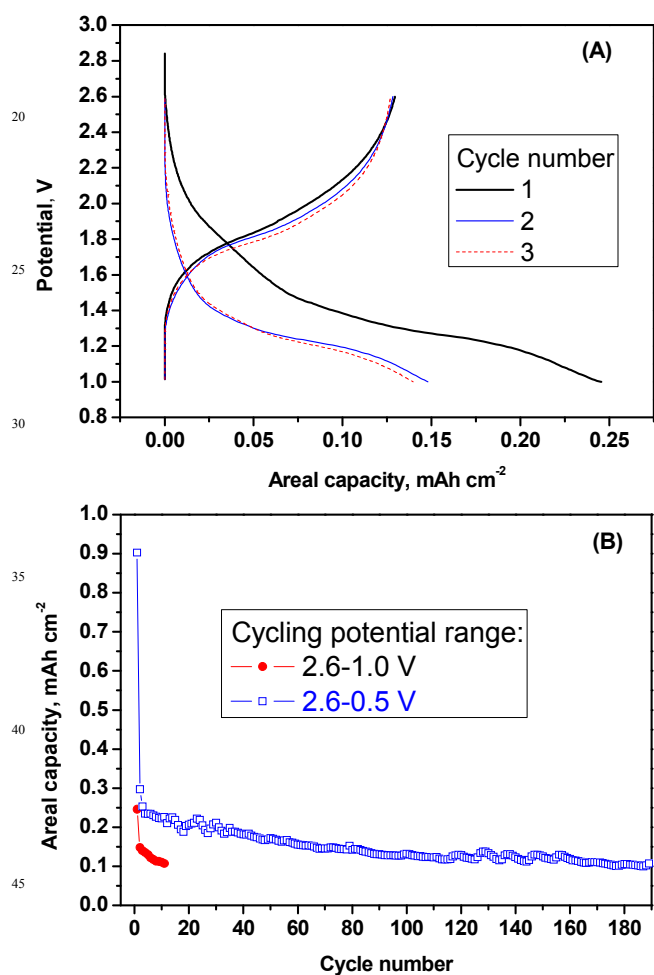 (A)
3.0
2.8
2.6
2.4
2.2
2.0
1.8
1.6
1.4
1.2
1.0
0.8
Potential, V
Cycle number
1
2
3
0.00 0.05 0.10 0.15 0.20 0.25
Areal capacity, mAh cm-2
20
25
30
(B)
1.0
0.9
0.8
0.7
0.6
0.5
0.4
0.3
0.2
0.1
0.0
Areal capacity, mAh cm-2
Cycling potential range:
2.6-1.0 V
2.6-0.5 V
0 20 40 60 80 100 120 140 160 180
Cycle number
35
40
45